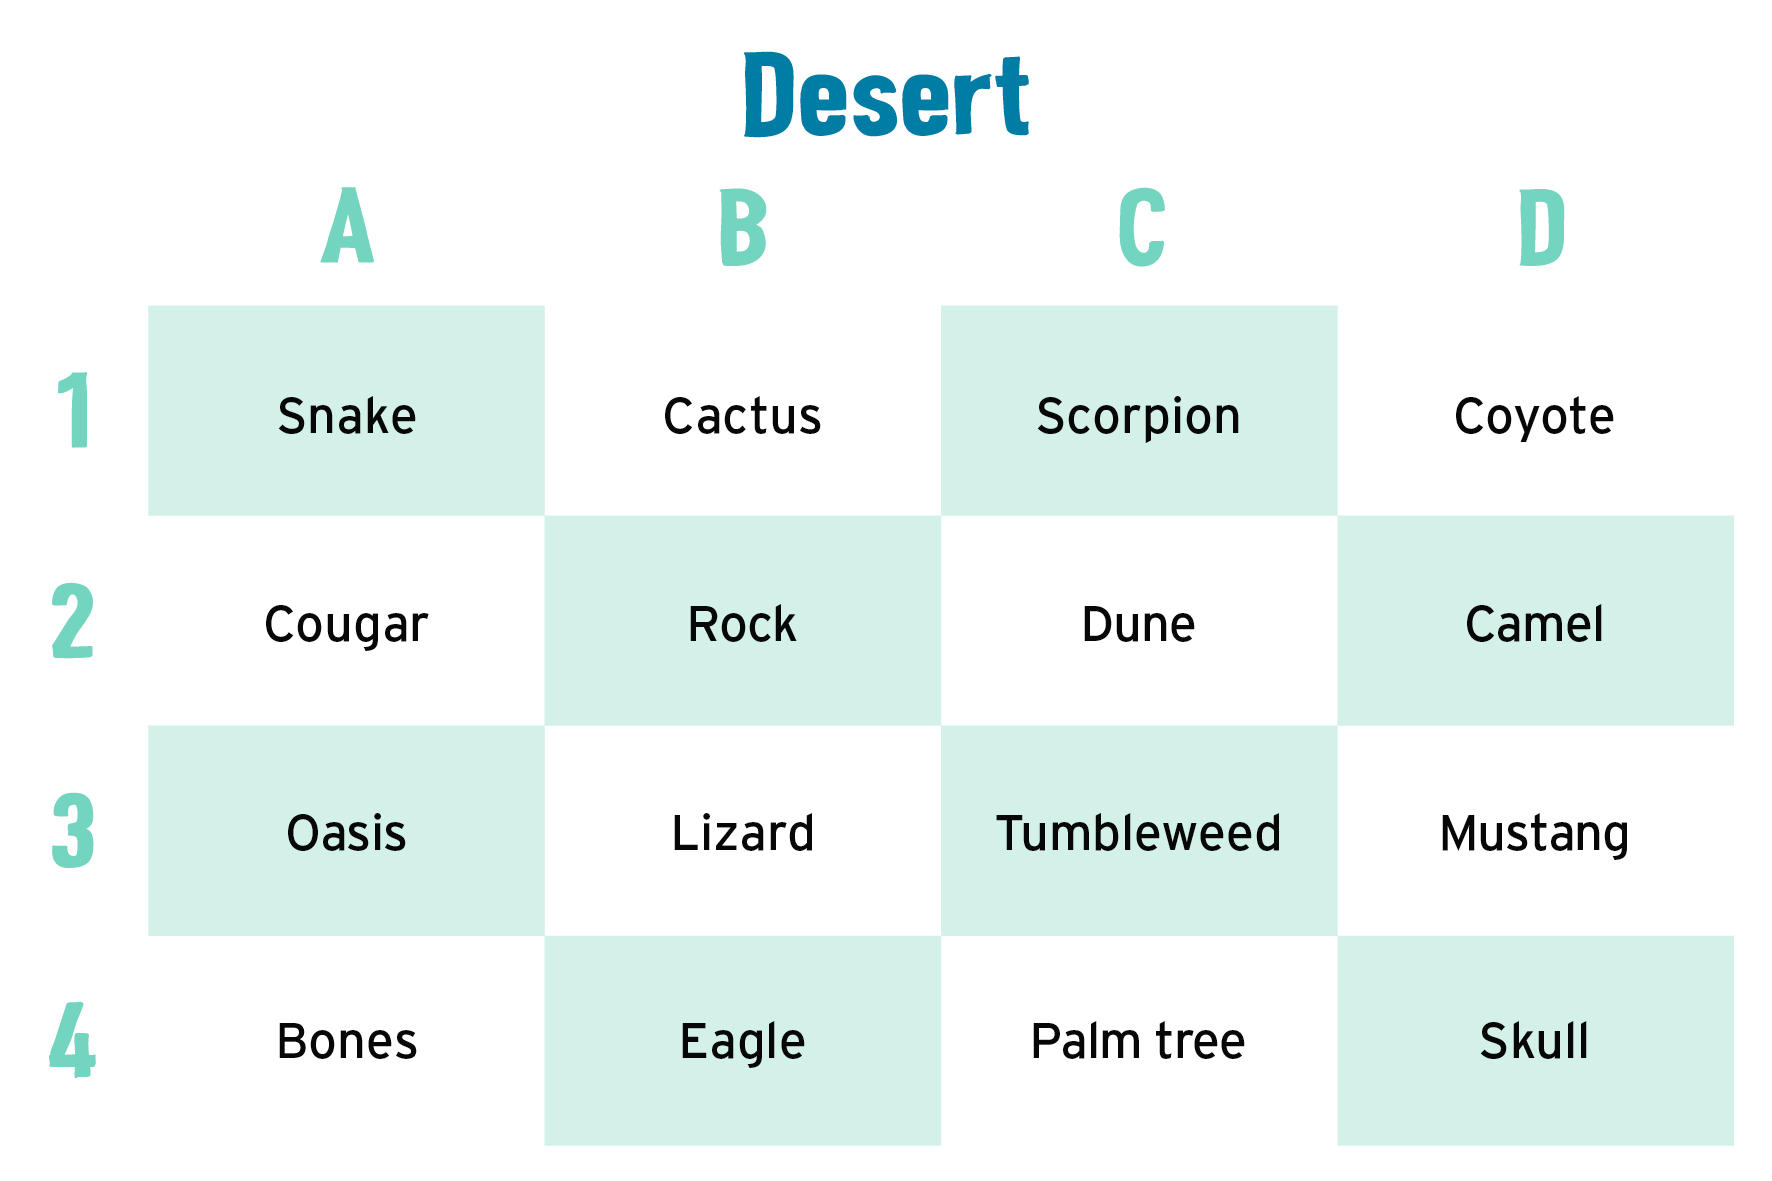 Desert
A B C D
1 Snake Cactus Scorpion Coyote
2 Cougar Rock Dune Camel
3 Oasis Lizard Tumbleweed Mustang
4 Bones Eagle Palm tree Skull